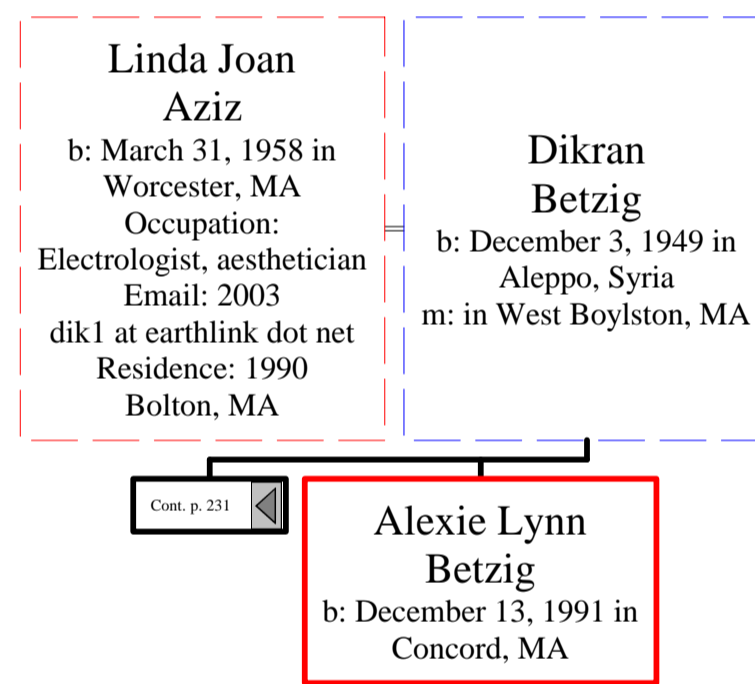 Linda Joan
Aziz
b: March 31, 1958 in
Worcester, MA
Occupation:
Electrologist, aesthetician
Email: 2003
dik1 at earthlink dot net
Residence: 1990
Bolton, MA
Dikran
Betzig
b: December 3, 1949 in
Aleppo, Syria
m: in West Boylston, MA
Cont. p. 231
Alexie Lynn
Betzig
b: December 13, 1991 in
Concord, MA